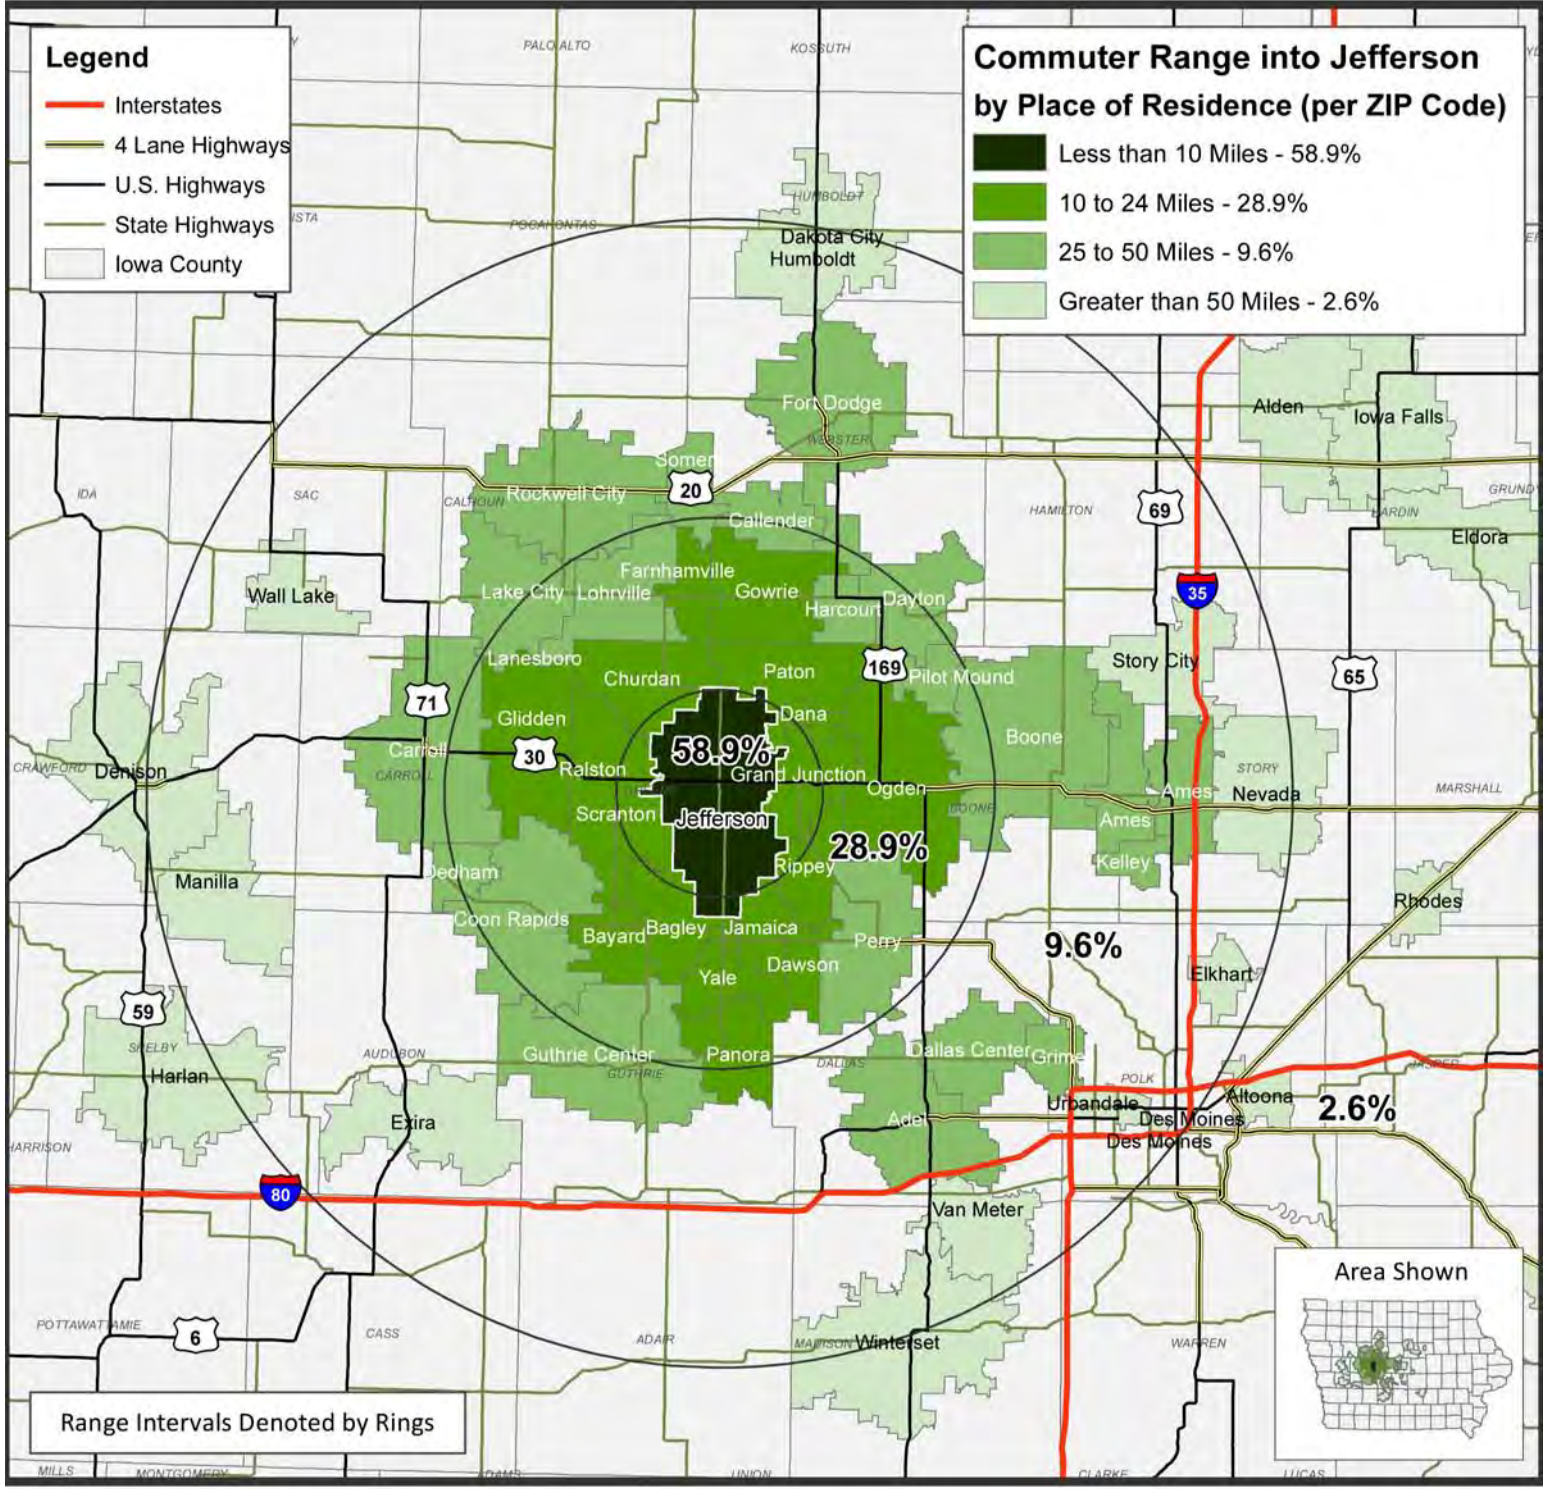 Legend
Interstates
4 Lane Highways
U.S. Highways
State Highways
Iowa County
Commuter Range into Jefferson
by Place of Residence (per ZIP Code)
Less than 10 Miles - 58.9%
10 to 24 Miles - 28.9%
25 to 50 Miles - 9.6%
Greater than 50 Miles - 2.6%
PALO ALTO
KOSSUTH
HUMBOLDT
ISTA
POCAHONTAS
Dakota City
Humboldt
Fort Dodge
WEBSTER
Alden
Iowa Falls
Somer
20
Rockwell City
IDA
SAC
CALHOUN
Callender
69
HAMILTON
HARDIN
GRUND
Eldora
Farnhamville
Wall Lake
Lake City
Lohrville
Gowrie
Harcourt
Dayton
35
Lanesboro
Churdan
Paton
169
Pilot Mound
Story City
65
71
Glidden
Dana
Carroll
30
58.9%
Boone
CRAWFORD
Denison
CARROLL
Ralston
Grand Junction
Ogden
BOONE
Ames
STORY
Nevada
MARSHALL
Scranton
Jefferson
28.9%
Ames
Manilla
Dedham
Rippey
Kelley
Rhodes
Coon Rapids
Bayard
Bagley
Jamaica
Perry
9.6%
Dawson
Yale
Elkhart
59
SHELBY
Harlan
AUDUBON
Guthrie Center
GUTHRIE
Panora
DALLAS
Dallas Center
Grime
POLK
JASPER
Urbandale
Altoona
2.6%
Exira
Adel
Des Moines
Des Moines
HARRISON
80
Van Meter
Area Shown
POTTAWATTAMIE
6
CASS
ADAIR
MADISON
Winterset
WARREN
Range Intervals Denoted by Rings
MILLS
MONTGOMERY
ADAMS
UNION
CLARKE
LUCAS